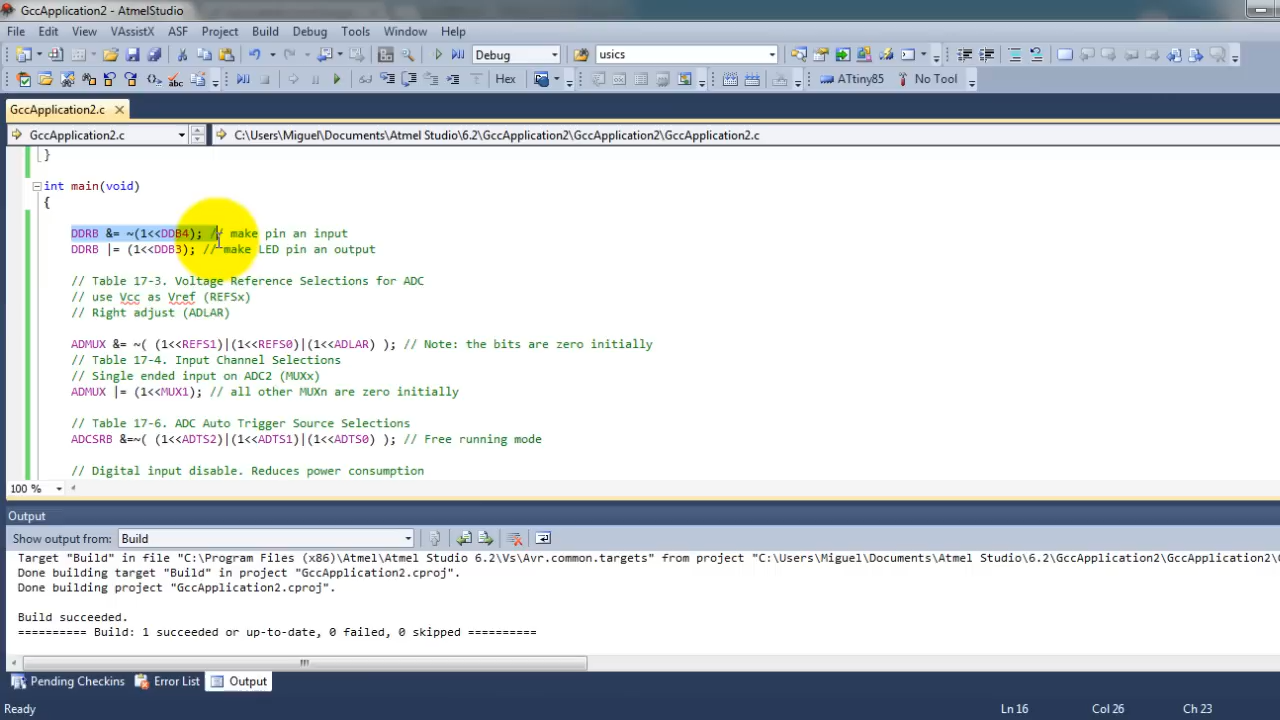 GccApplication2 - AtmelStudio
File Edit View VAssistX ASF Project Build Debug Tools Window Help
Debug usics
Hex ATtiny85 No Tool
GccApplication2.c
GccApplication2.c C:\Users\Miguel\Documents\Atmel Studio\6.2\GccApplication2\GccApplication2\GccApplication2.c
}
int main(void)
{
DDRB &= ~(1<<DDB4); // make pin an input
DDRB |= (1<<DDB3); // make LED pin an output
// Table 17-3. Voltage Reference Selections for ADC
// use Vcc as Vref (REFSx)
// Right adjust (ADLAR)
ADMUX &= ~( (1<<REFS1)|(1<<REFS0)|(1<<ADLAR) ); // Note: the bits are zero initially
// Table 17-4. Input Channel Selections
// Single ended input on ADC2 (MUXx)
ADMUX |= (1<<MUX1); // all other MUXn are zero initially
// Table 17-6. ADC Auto Trigger Source Selections
ADCSRB &=~( (1<<ADTS2)|(1<<ADTS1)|(1<<ADTS0) ); // Free running mode
// Digital input disable. Reduces power consumption
100 %
Output
Show output from: Build
Target "Build" in file "C:\Program Files (x86)\Atmel\Atmel Studio 6.2\Vs\Avr.common.targets" from project "C:\Users\Miguel\Documents\Atmel Studio\6.2\GccApplication2\GccApplication2\
Done building target "Build" in project "GccApplication2.cproj".
Done building project "GccApplication2.cproj".
Build succeeded.
========== Build: 1 succeeded or up-to-date, 0 failed, 0 skipped ==========
Pending Checkins Error List Output
Ready Ln 16 Col 26 Ch 23